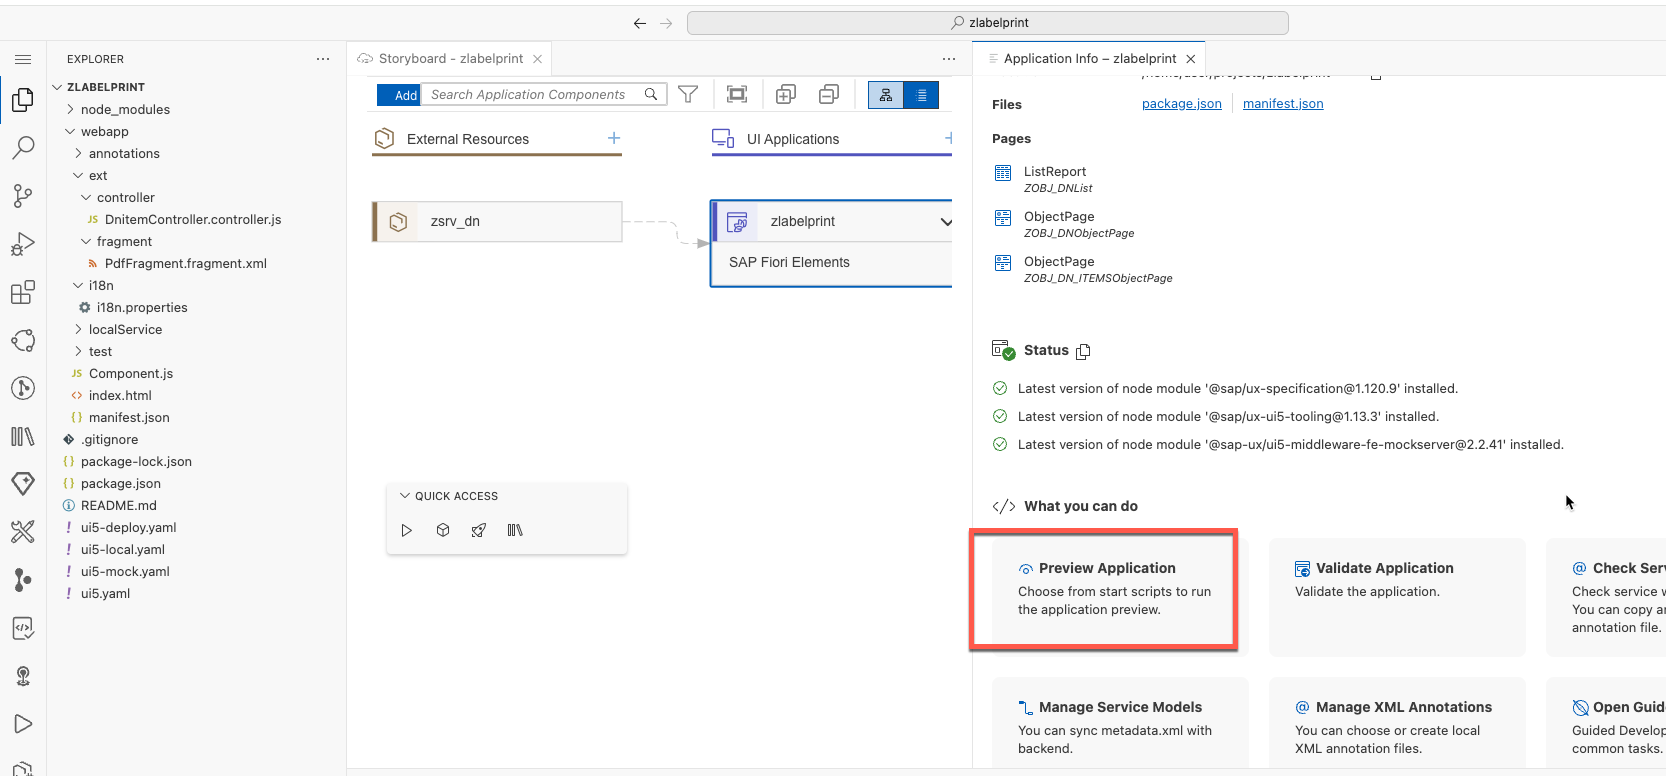 zlabelprint
EXPLORER
ZLABELPRINT
node_modules
webapp
annotations
ext
controller
JS DnitemController.controller.js
fragment
PdfFragment.fragment.xml
i18n
i18n.properties
localService
test
JS Component.js
<> index.html
{} manifest.json
.gitignore
{} package-lock.json
{} package.json
README.md
! ui5-deploy.yaml
! ui5-local.yaml
! ui5-mock.yaml
! ui5.yaml
Storyboard - zlabelprint
Add
Search Application Components
External Resources +
UI Applications +
zsrv_dn
zlabelprint
SAP Fiori Elements
QUICK ACCESS
Application Info – zlabelprint
Files package.json manifest.json
Pages
ListReport
ZOBJ_DNList
ObjectPage
ZOBJ_DNObjectPage
ObjectPage
ZOBJ_DN_ITEMSObjectPage
Status
Latest version of node module '@sap/ux-specification@1.120.9' installed.
Latest version of node module '@sap/ux-ui5-tooling@1.13.3' installed.
Latest version of node module '@sap-ux/ui5-middleware-fe-mockserver@2.2.41' installed.
What you can do
Preview Application
Choose from start scripts to run
the application preview.
Validate Application
Validate the application.
Check Ser
Check service
You can copy
annotation file.
Manage Service Models
You can sync metadata.xml with
backend.
Manage XML Annotations
You can choose or create local
XML annotation files.
Open Guid
Guided Develop
common tasks.